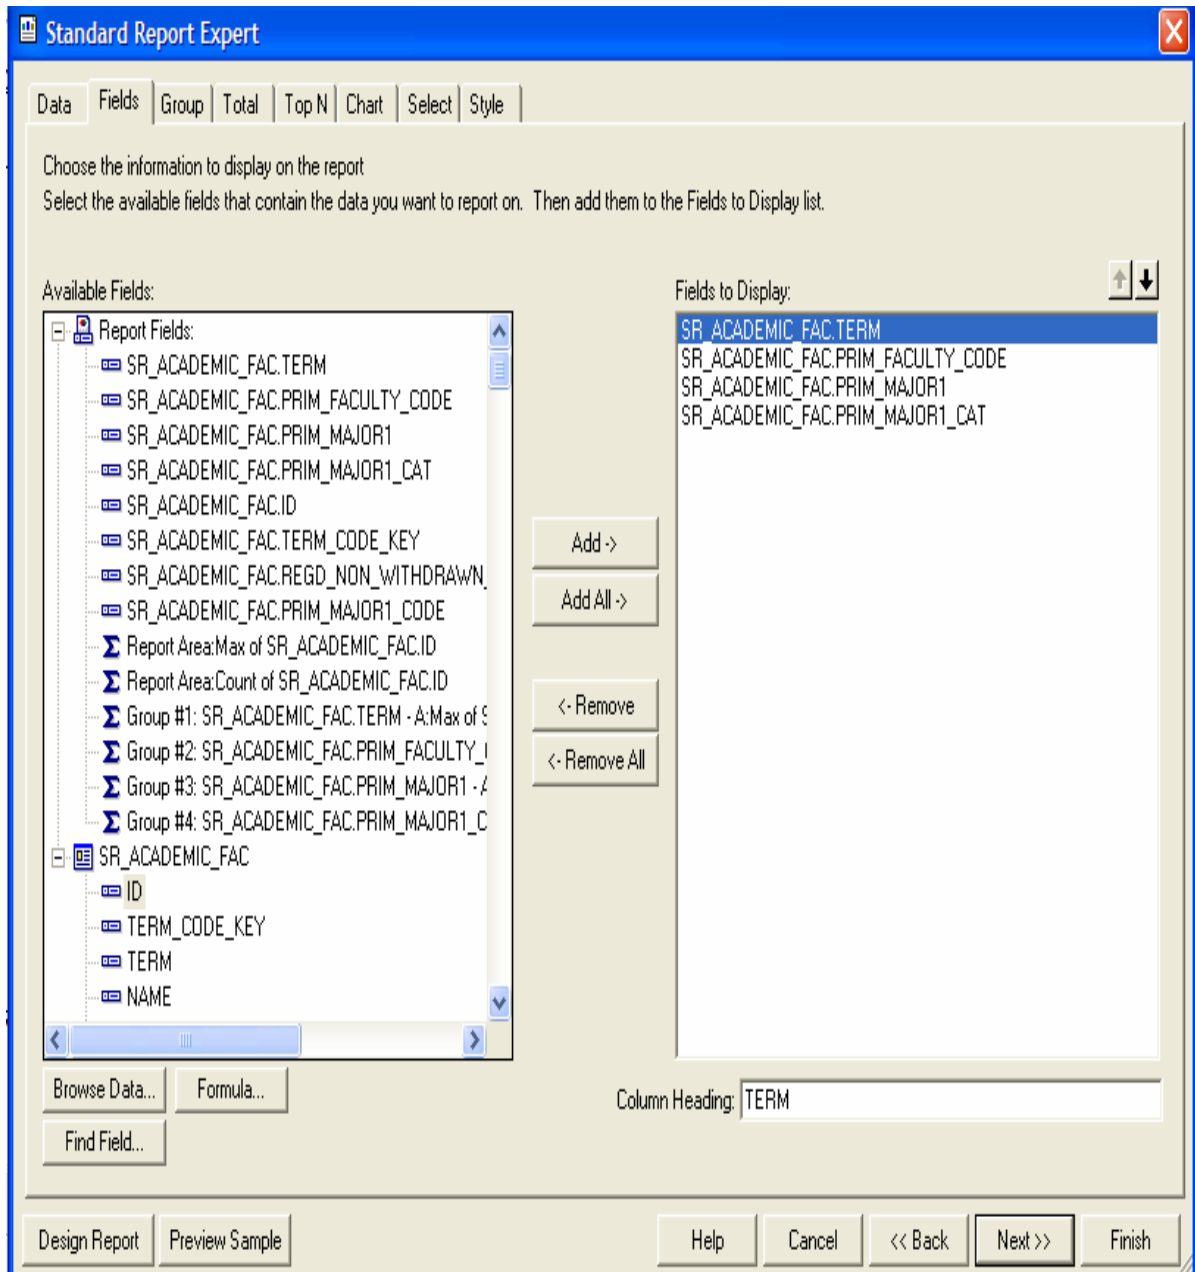 Standard Report Expert
Data Fields Group Total Top N Chart Select Style
Choose the information to display on the report
Select the available fields that contain the data you want to report on. Then add them to the Fields to Display list.
Available Fields:
Report Fields:
SR_ACADEMIC_FAC.TERM
SR_ACADEMIC_FAC.PRIM_FACULTY_CODE
SR_ACADEMIC_FAC.PRIM_MAJOR1
SR_ACADEMIC_FAC.PRIM_MAJOR1_CAT
SR_ACADEMIC_FAC.ID
SR_ACADEMIC_FAC.TERM_CODE_KEY
SR_ACADEMIC_FAC.REGD_NON_WITHDRAWN_
SR_ACADEMIC_FAC.PRIM_MAJOR1_CODE
Σ Report Area:Max of SR_ACADEMIC_FAC.ID
Σ Report Area:Count of SR_ACADEMIC_FAC.ID
Σ Group #1: SR_ACADEMIC_FAC.TERM - A:Max of S
Σ Group #2: SR_ACADEMIC_FAC.PRIM_FACULTY_
Σ Group #3: SR_ACADEMIC_FAC.PRIM_MAJOR1 - A
Σ Group #4: SR_ACADEMIC_FAC.PRIM_MAJOR1_C
SR_ACADEMIC_FAC
ID
TERM_CODE_KEY
TERM
NAME
Browse Data...
Formula...
Find Field...
Add ->
Add All ->
<- Remove
<- Remove All
Fields to Display:
SR_ACADEMIC_FAC.TERM
SR_ACADEMIC_FAC.PRIM_FACULTY_CODE
SR_ACADEMIC_FAC.PRIM_MAJOR1
SR_ACADEMIC_FAC.PRIM_MAJOR1_CAT
Column Heading: TERM
Design Report Preview Sample Help Cancel << Back Next >> Finish